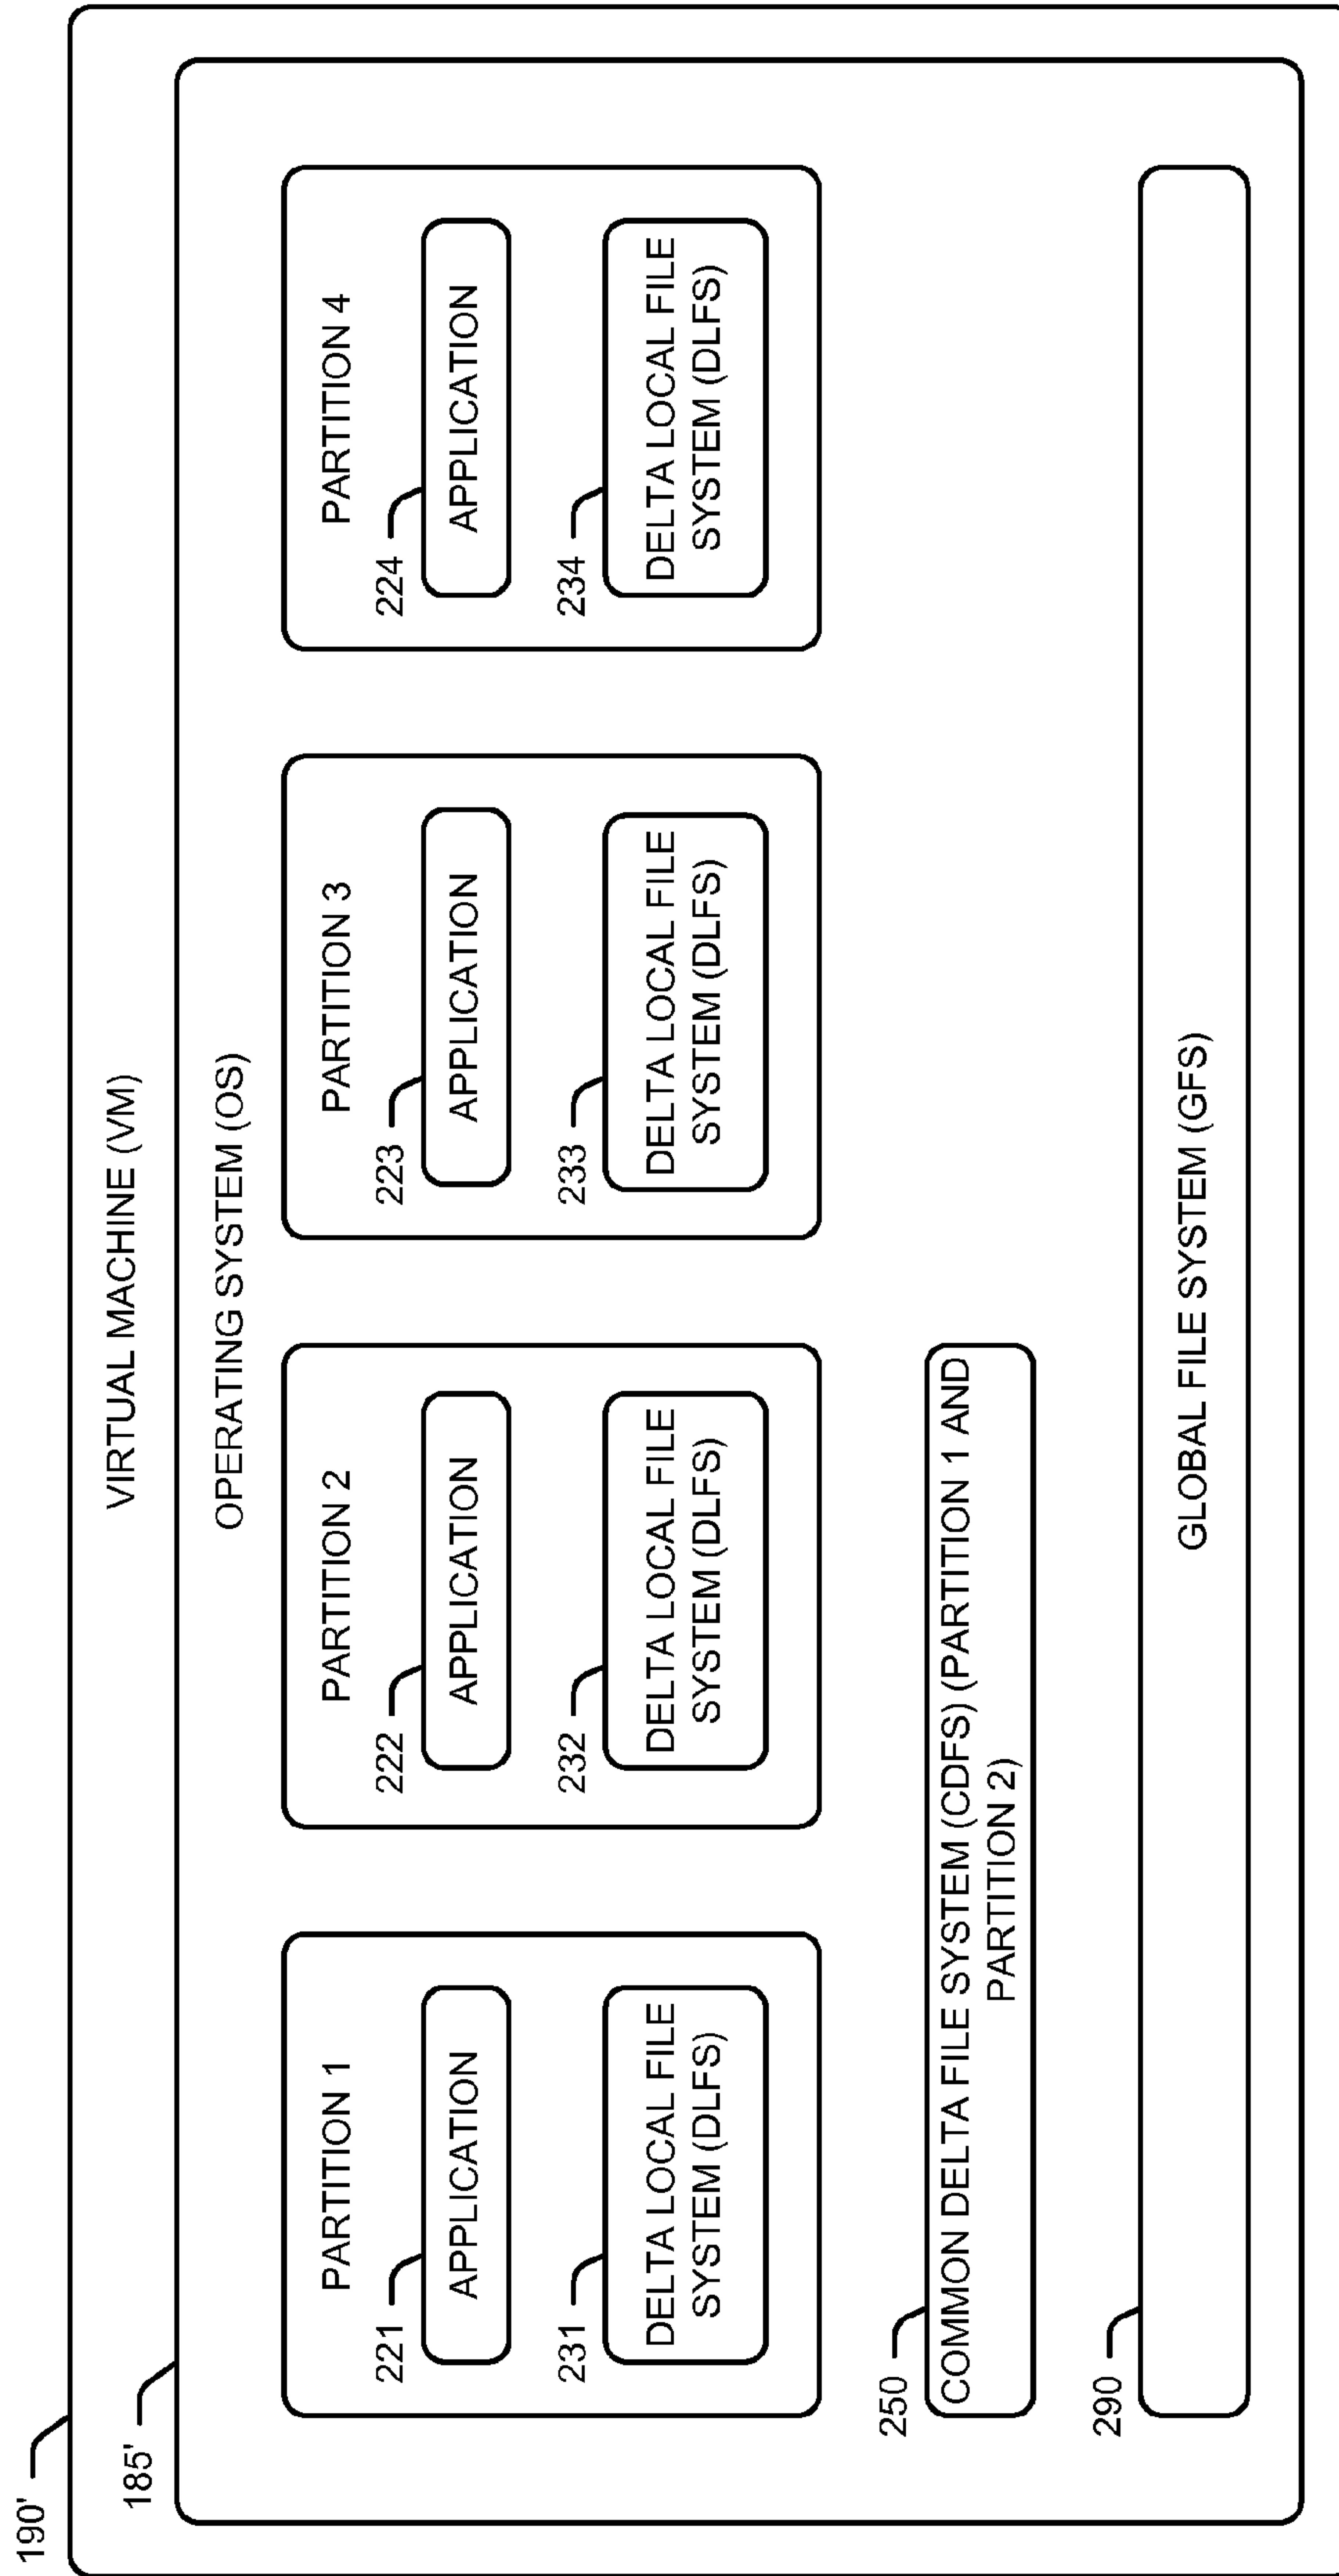 190'
VIRTUAL MACHINE (VM)
185'
OPERATING SYSTEM (OS)
PARTITION 1
221
APPLICATION
231
DELTA LOCAL FILE
SYSTEM (DLFS)
PARTITION 2
222
APPLICATION
232
DELTA LOCAL FILE
SYSTEM (DLFS)
PARTITION 3
223
APPLICATION
233
DELTA LOCAL FILE
SYSTEM (DLFS)
PARTITION 4
224
APPLICATION
234
DELTA LOCAL FILE
SYSTEM (DLFS)
250
COMMON DELTA FILE SYSTEM (CDFS) (PARTITION 1 AND
PARTITION 2)
290
GLOBAL FILE SYSTEM (GFS)